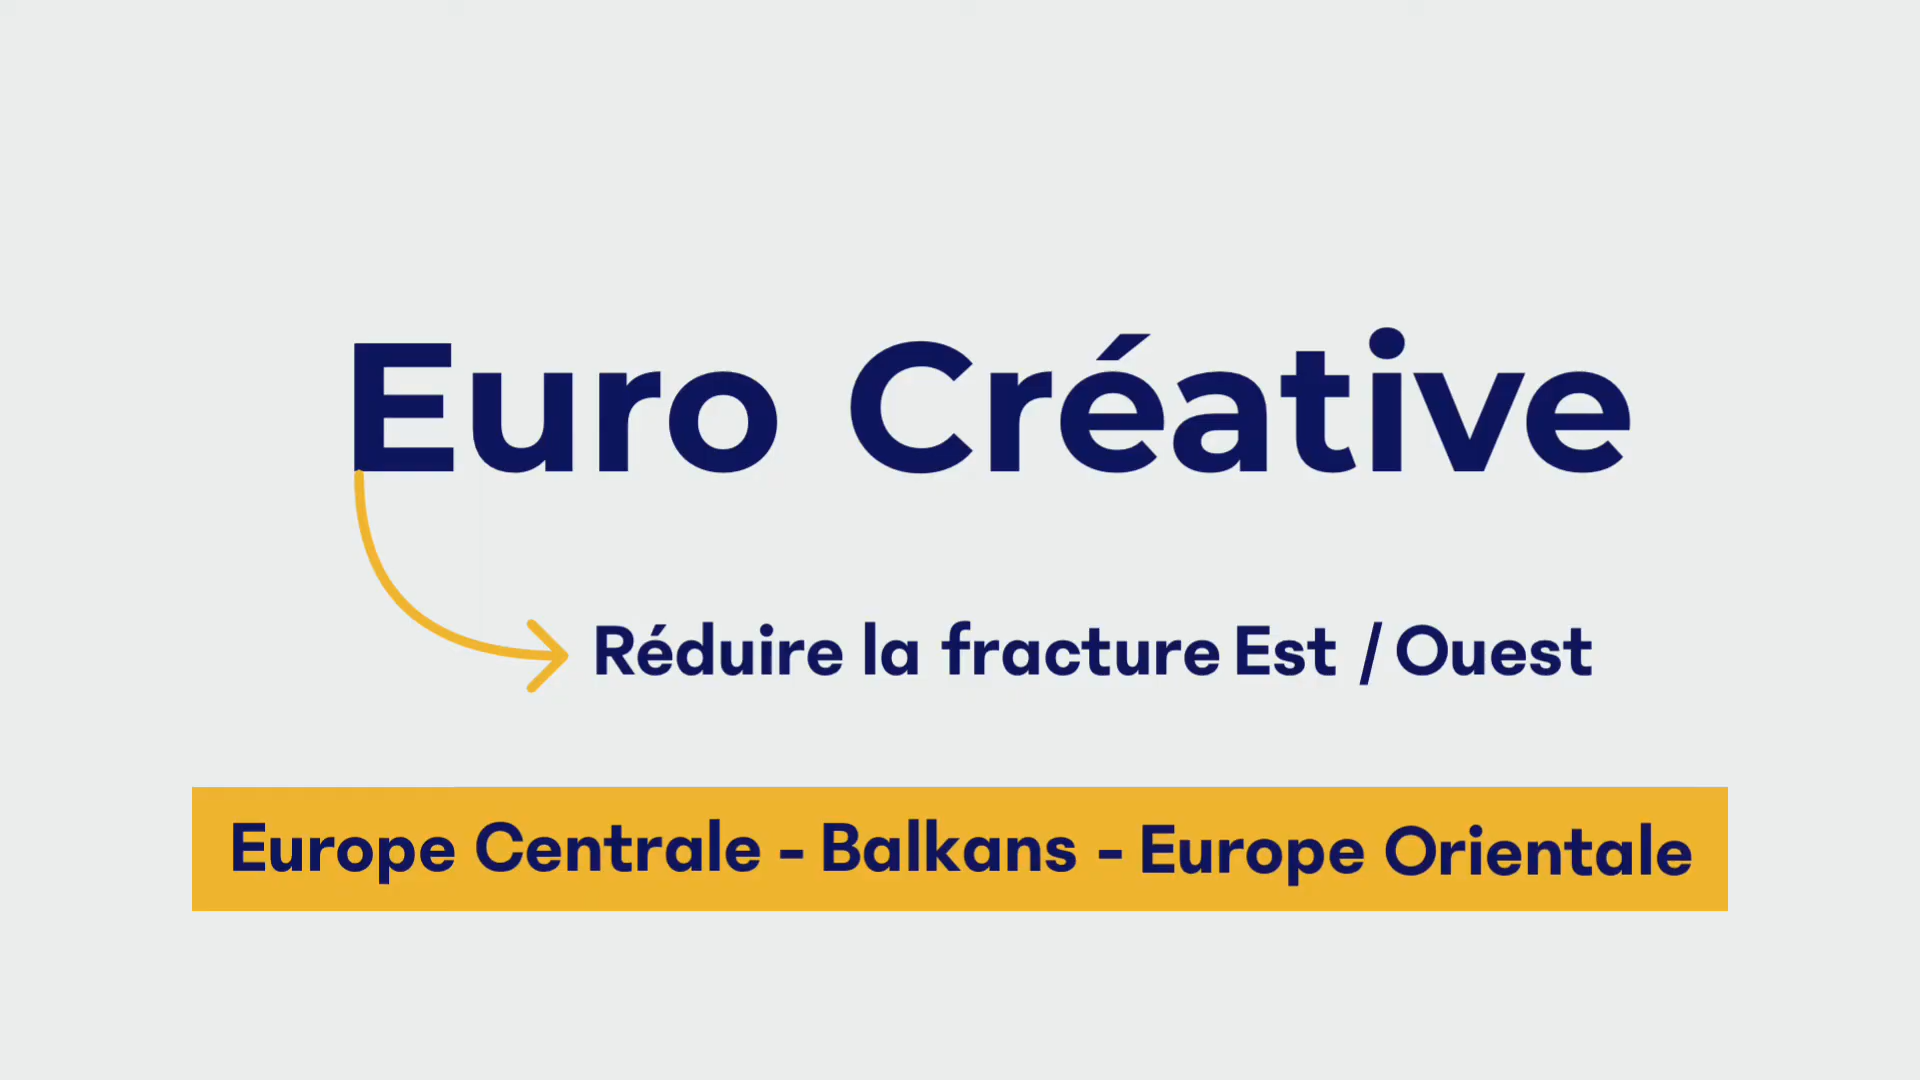 Euro Créative
Réduire la fracture Est / Ouest
Europe Centrale - Balkans - Europe Orientale